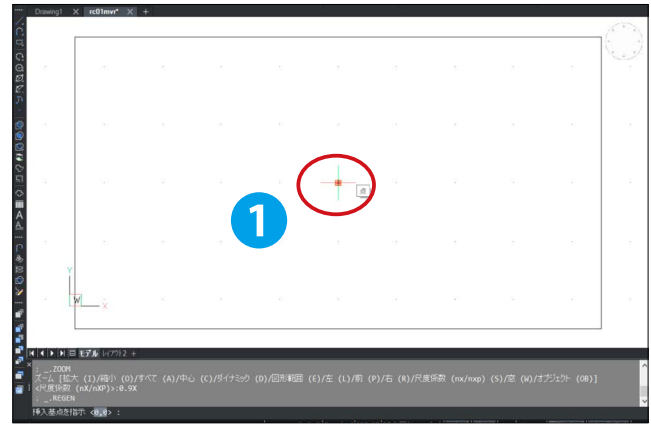 Drawing1 X rc01mvr* X +
点
1
Y
W
X
モデル レイアウト2 +
: _.ZOOM
ズーム [拡大 (I)/縮小 (O)/すべて (A)/中心 (C)/ダイナミック (D)/図形範囲 (E)/左 (L)/前 (P)/右 (R)/尺度係数 (nx/nxp) (S)/窓 (W)/オブジェクト (OB)]
<尺度係数 (nX/nXP)>:0.9X
: _.REGEN
挿入基点を指示 <0,0> :